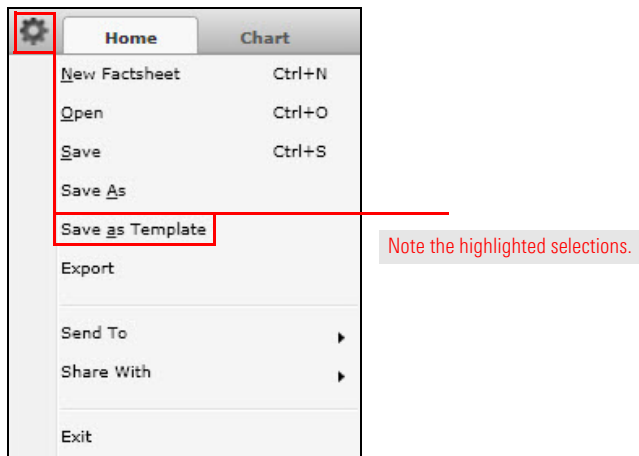 Home Chart
New Factsheet Ctrl+N
Open Ctrl+O
Save Ctrl+S
Save As
Save as Template
Note the highlighted selections.
Export
Send To
Share With
Exit